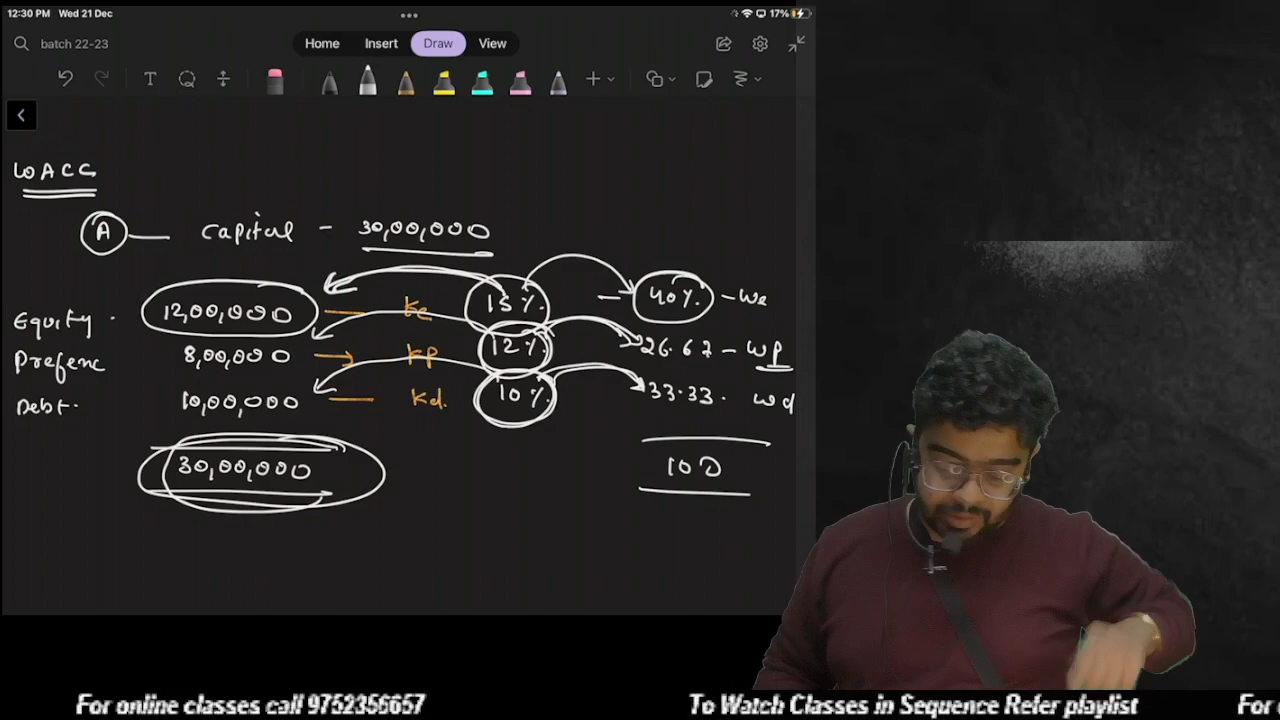 12:30 PM Wed 21 Dec
17%
batch 22-23
Home Insert Draw View
WACC
A — Capital - 30,00,000
Equity 12,00,000 — Ke 15% — 40% - We
Prefenc 8,00,000 → Kp 12% 26.67 - WP
Debt. 10,00,000 — Kd. 10% 33.33. Wd
30,00,000 100
For online classes call 9752356657 To Watch Classes in Sequence Refer playlist For